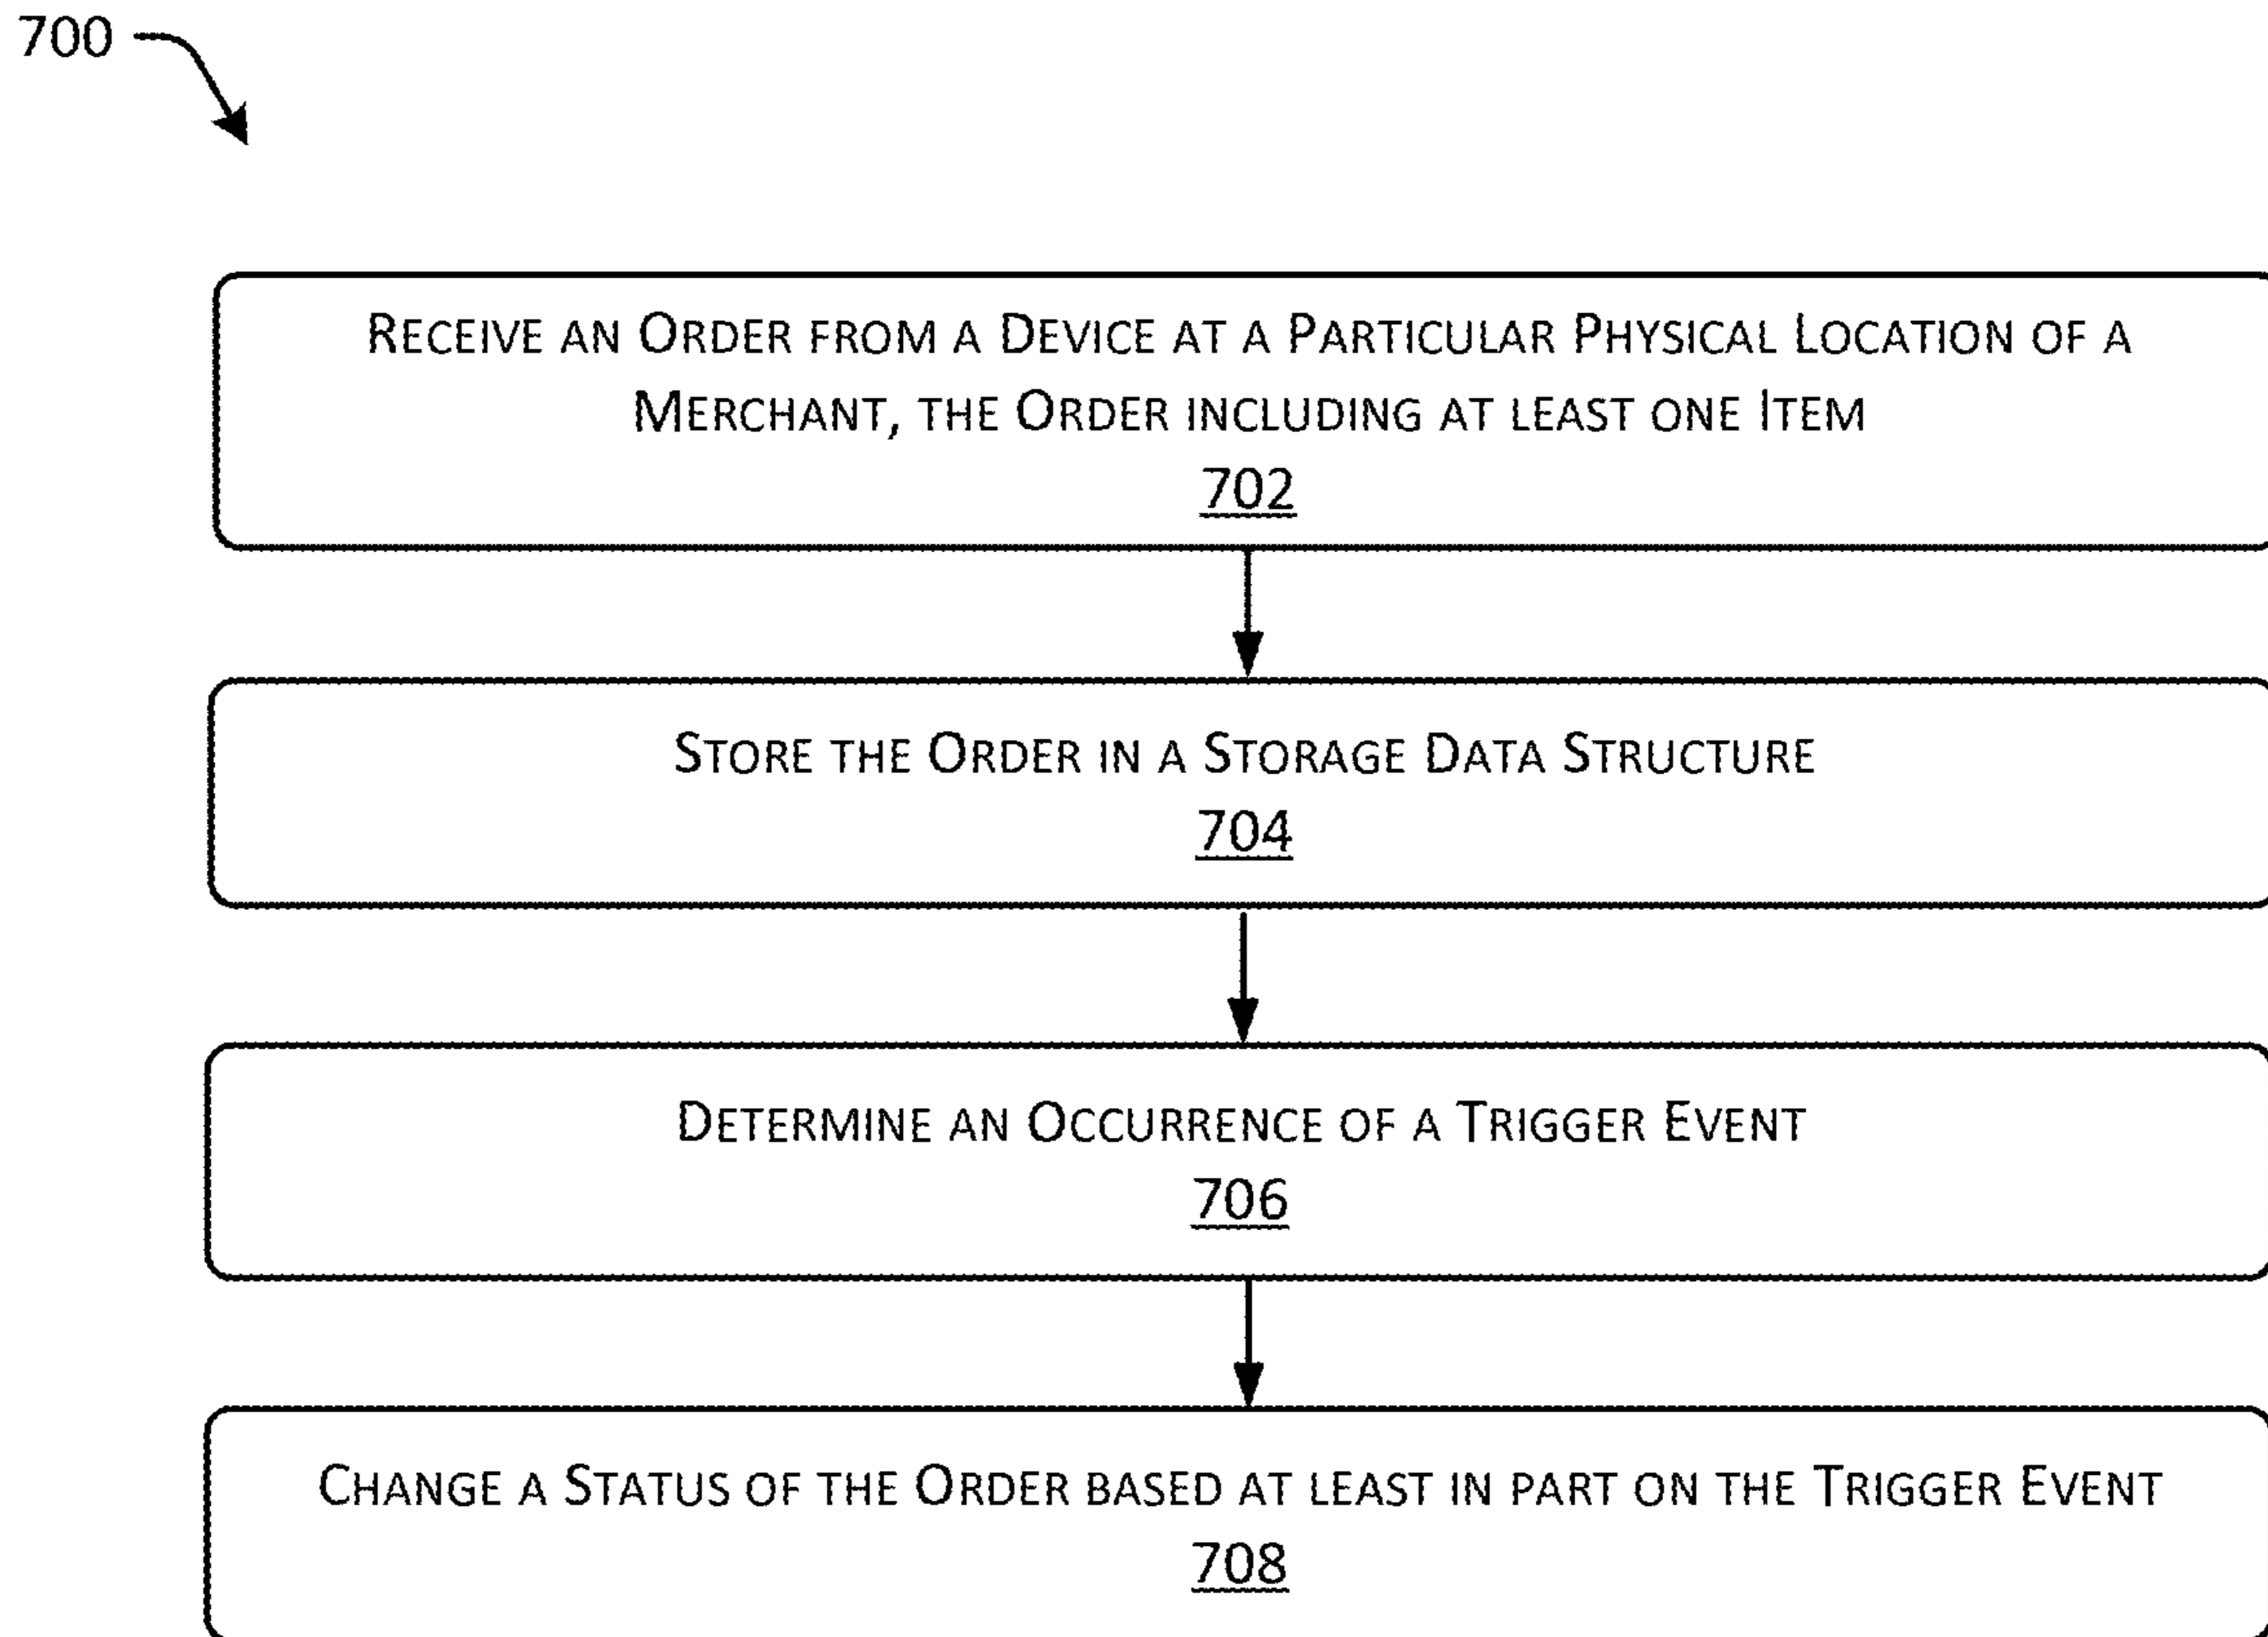 700
Receive an Order from a Device at a Particular Physical Location of a
Merchant, the Order including at least one Item
702
Store the Order in a Storage Data Structure
704
Determine an Occurrence of a Trigger Event
706
Change a Status of the Order based at least in part on the Trigger Event
708